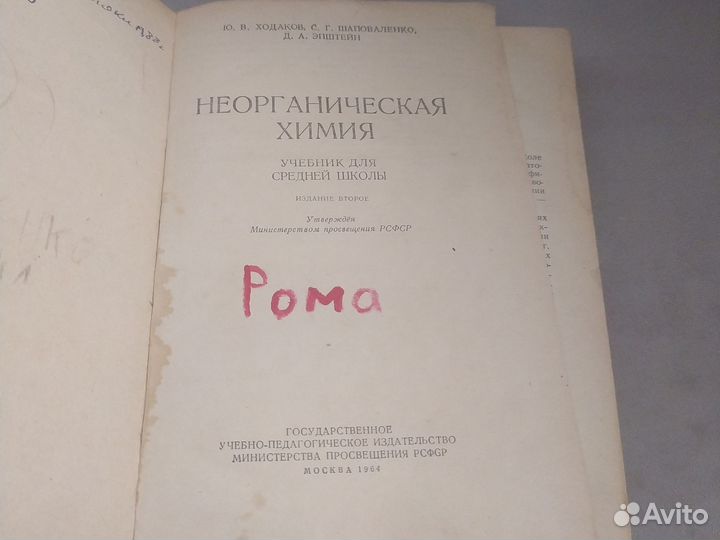 Ю. В. ХОДАКОВ, С. Г. ШАПОВАЛЕНКО,
Д. А. ЭПШТЕЙН
НЕОРГАНИЧЕСКАЯ
ХИМИЯ
УЧЕБНИК ДЛЯ
СРЕДНЕЙ ШКОЛЫ
ИЗДАНИЕ ВТОРОЕ
Утверждён
Министерством просвещения РСФСР
Рома
ГОСУДАРСТВЕННОЕ
УЧЕБНО-ПЕДАГОГИЧЕСКОЕ ИЗДАТЕЛЬСТВО
МИНИСТЕРСТВА ПРОСВЕЩЕНИЯ РСФСР
МОСКВА 1964
Avito